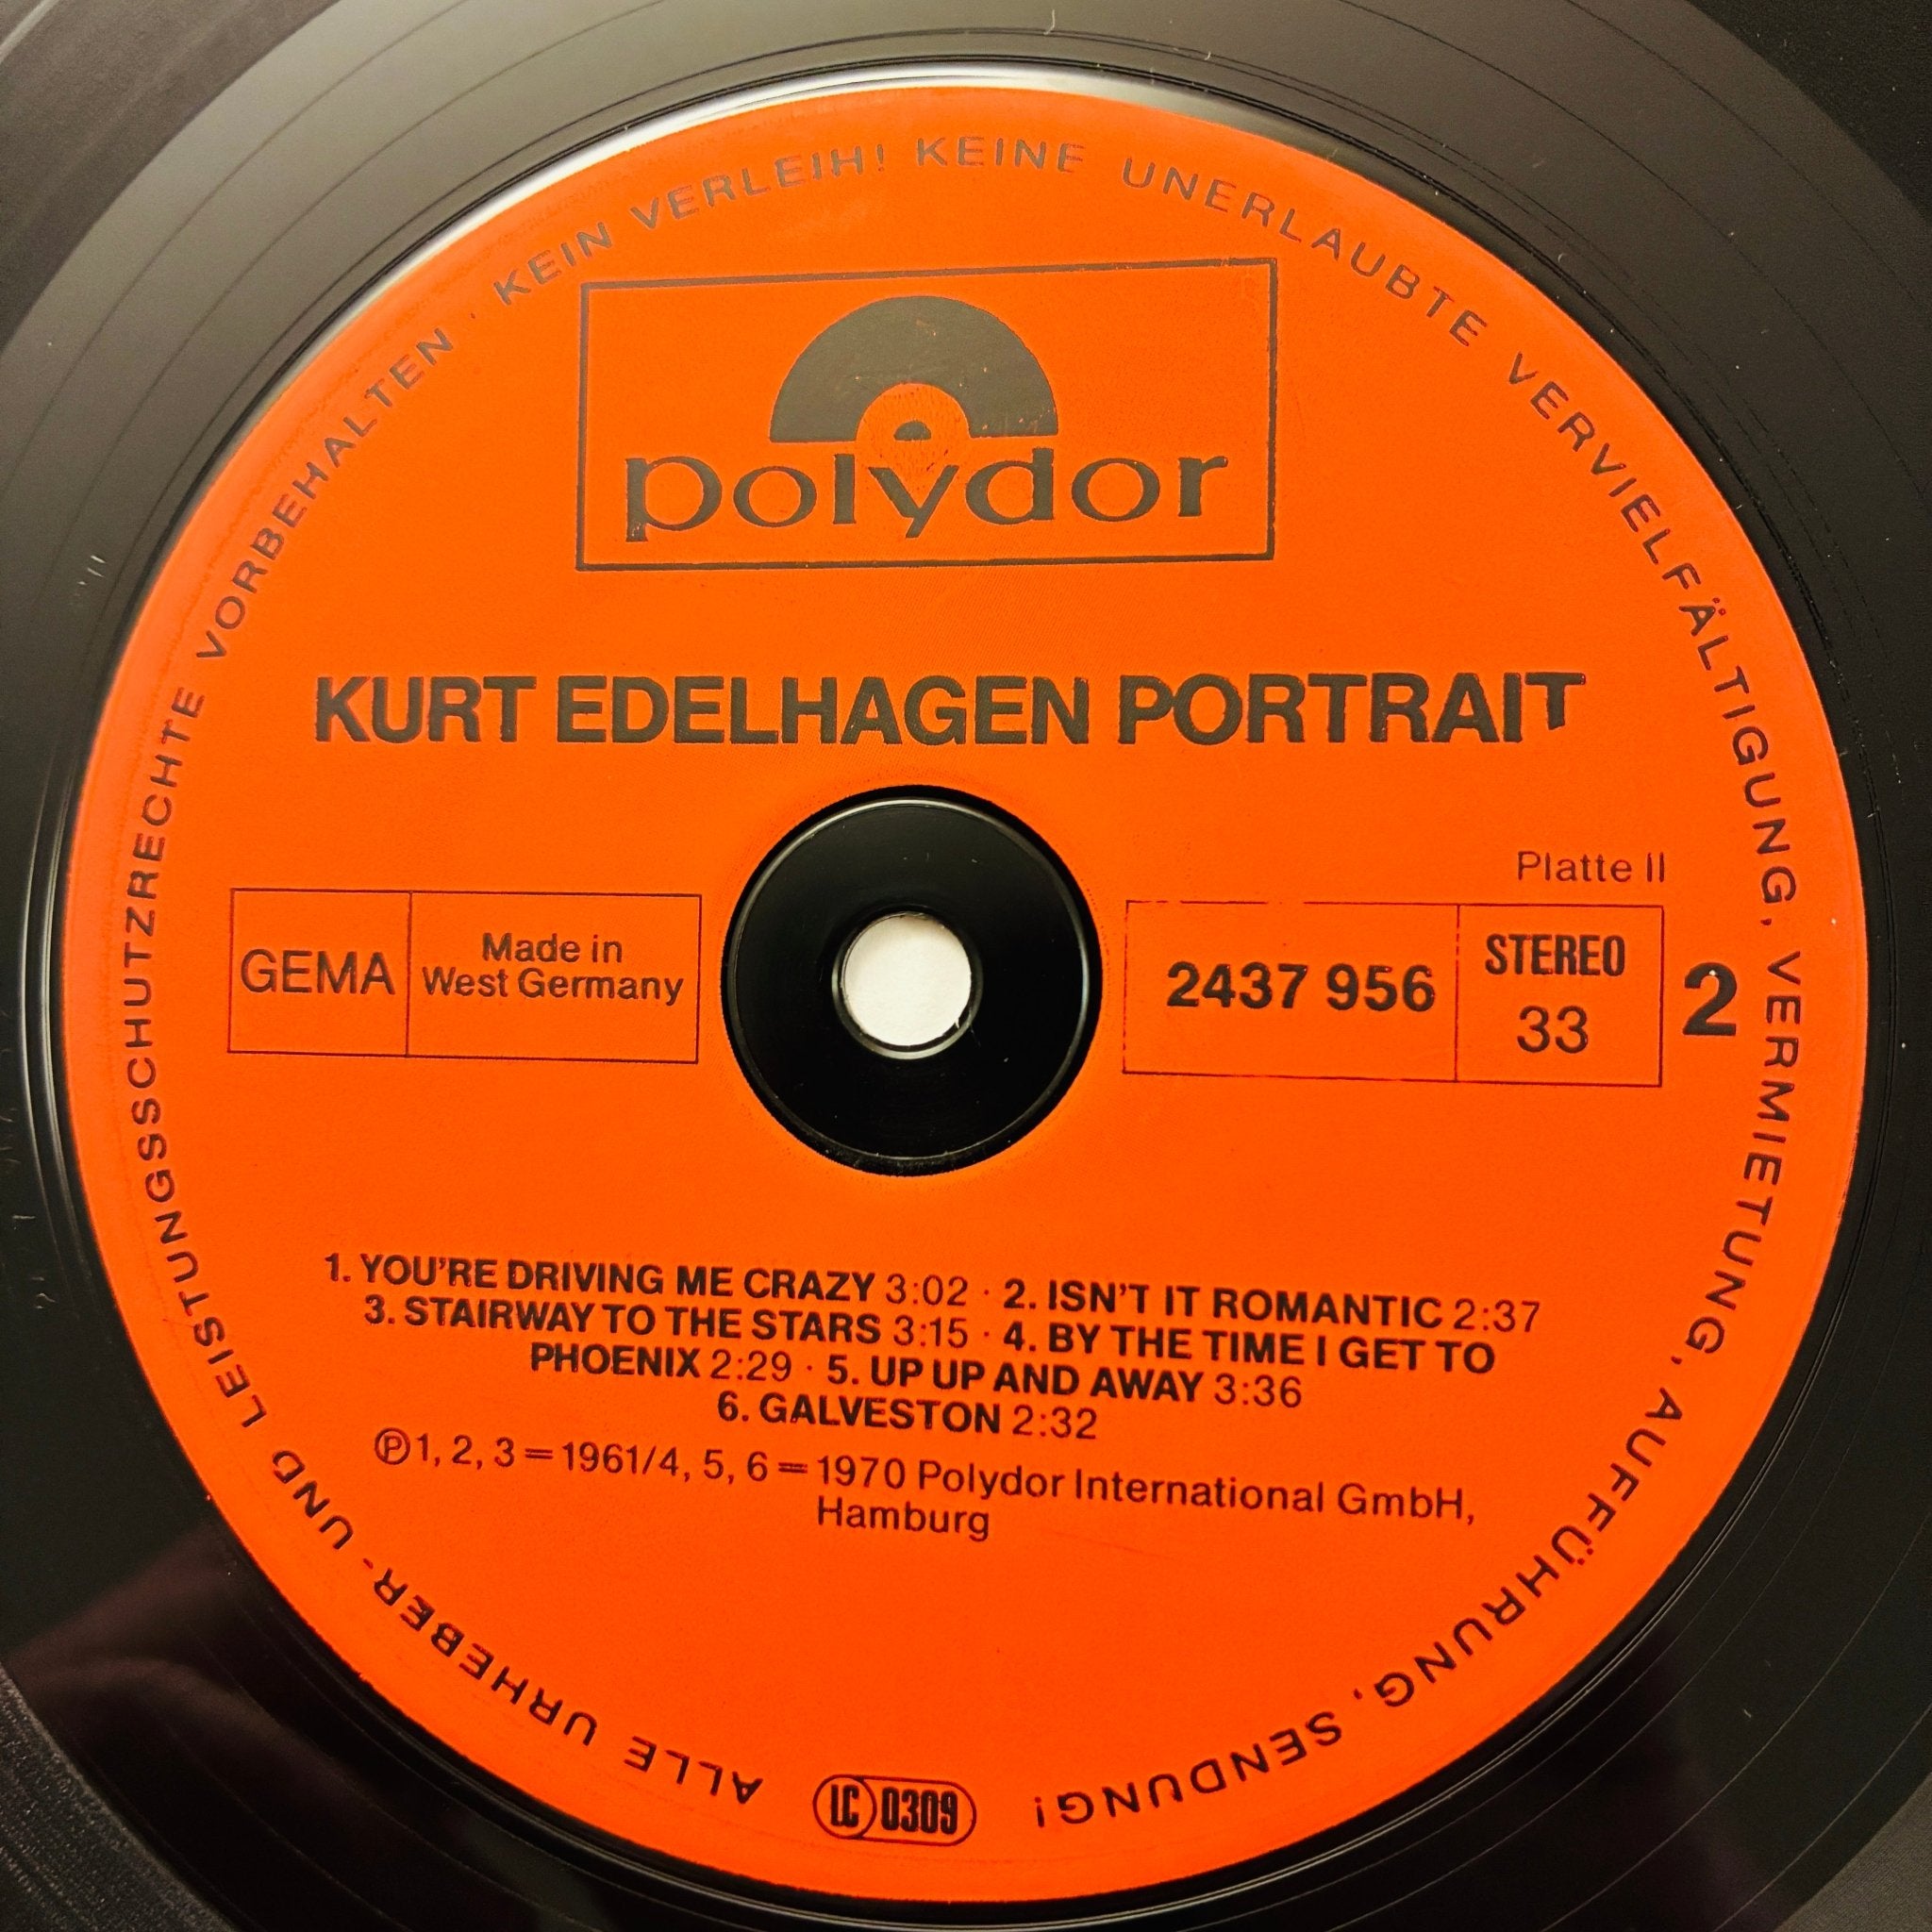 ALLE URHEBER- UND LEISTUNGSSCHUTZRECHTE VORBEHALTEN · KEIN VERLEIH! KEINE UNERLAUBTE VERVIELFÄLTIGUNG, VERMIETUNG, AUFFÜHRUNG, SENDUNG!
polydor
KURT EDELHAGEN PORTRAIT
Platte II
GEMA
Made in
West Germany
2437 956
STEREO
33
2
1. YOU'RE DRIVING ME CRAZY 3:02 · 2. ISN'T IT ROMANTIC 2:37
3. STAIRWAY TO THE STARS 3:15 · 4. BY THE TIME I GET TO
PHOENIX 2:29 · 5. UP UP AND AWAY 3:36
6. GALVESTON 2:32
Ⓟ1, 2, 3 = 1961/4, 5, 6 = 1970 Polydor International GmbH,
Hamburg
LC 0309